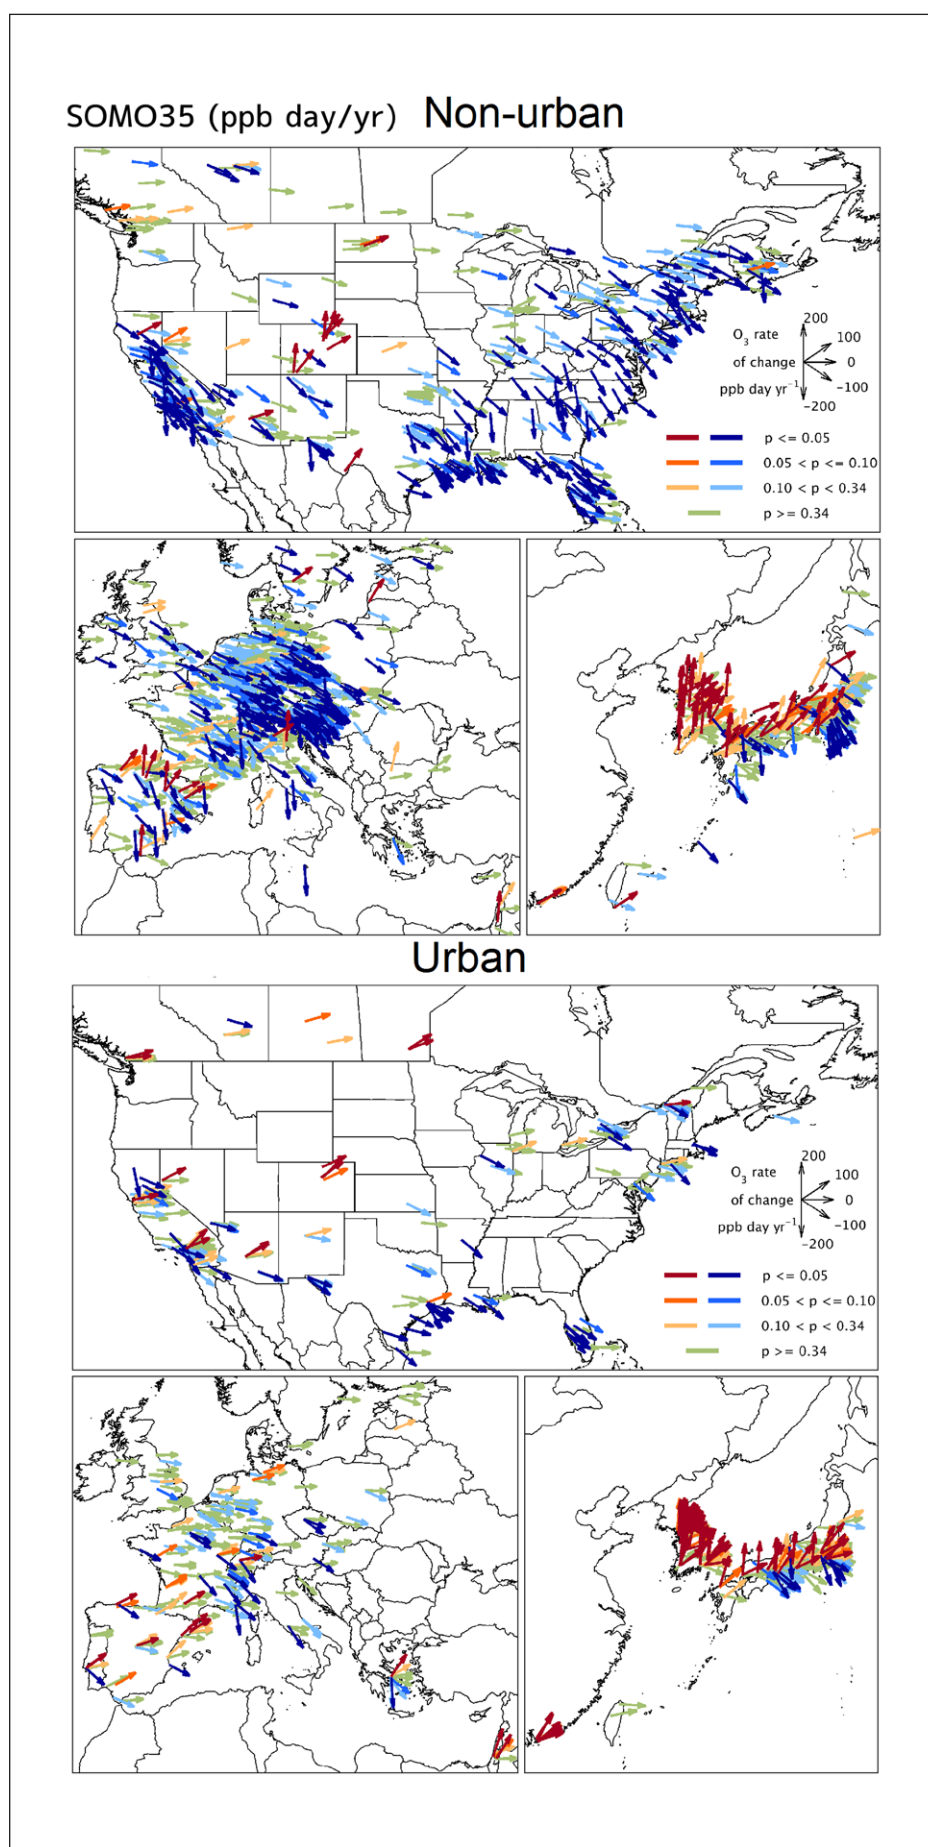 SOMO35 (ppb day/yr) Non-urban
200
O₃ rate 100
of change 0
ppb day yr⁻¹ -100
-200
p <= 0.05
0.05 < p <= 0.10
0.10 < p < 0.34
p >= 0.34
Urban
200
O₃ rate 100
of change 0
ppb day yr⁻¹ -100
-200
p <= 0.05
0.05 < p <= 0.10
0.10 < p < 0.34
p >= 0.34